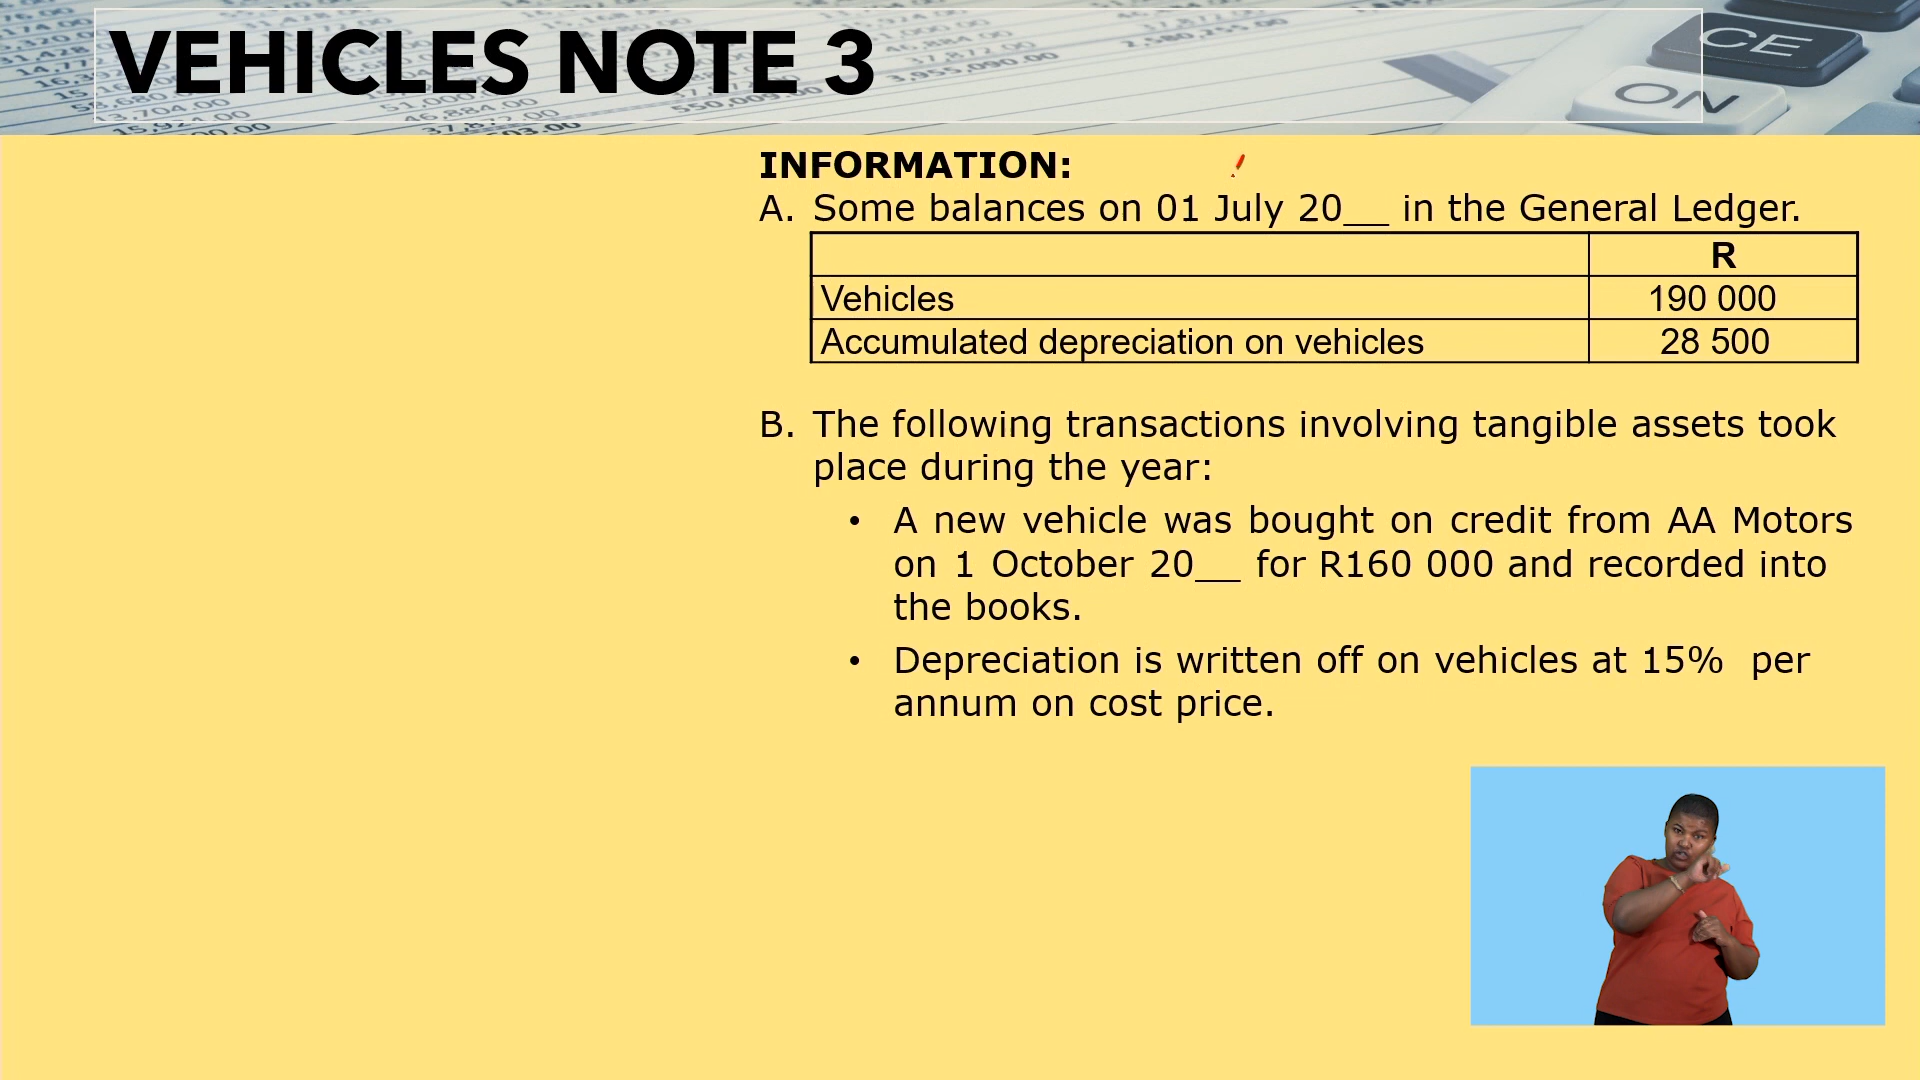 VEHICLES NOTE 3
CE
ON
INFORMATION:
A. Some balances on 01 July 20__ in the General Ledger.
R
Vehicles 190 000
Accumulated depreciation on vehicles 28 500
B. The following transactions involving tangible assets took
place during the year:
• A new vehicle was bought on credit from AA Motors
on 1 October 20__ for R160 000 and recorded into
the books.
• Depreciation is written off on vehicles at 15% per
annum on cost price.